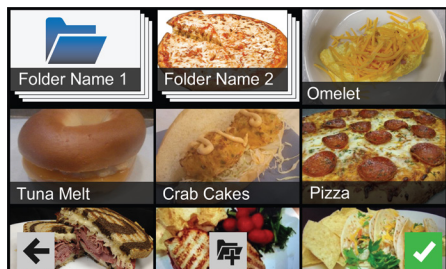 Folder Name 1
Folder Name 2
Omelet
Tuna Melt
Crab Cakes
Pizza